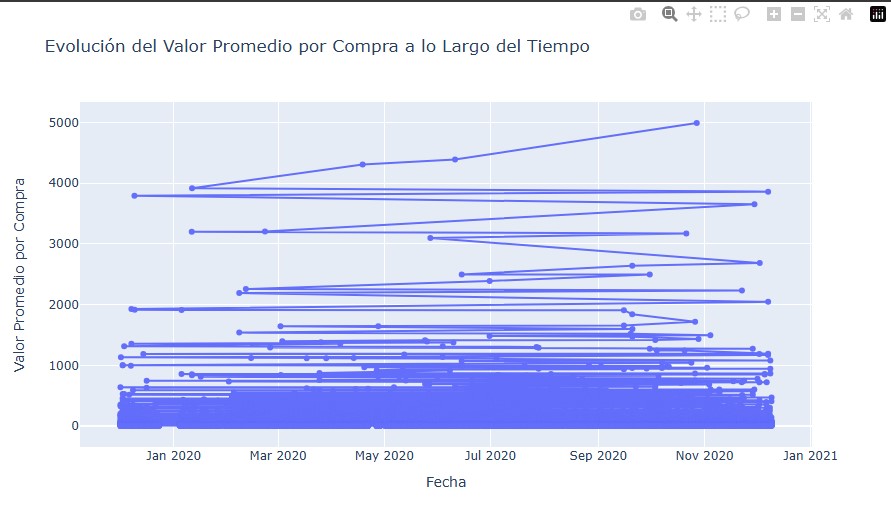 Evolución del Valor Promedio por Compra a lo Largo del Tiempo
5000
4000
3000
2000
1000
0
Valor Promedio por Compra
Jan 2020
Mar 2020
May 2020
Jul 2020
Sep 2020
Nov 2020
Jan 2021
Fecha